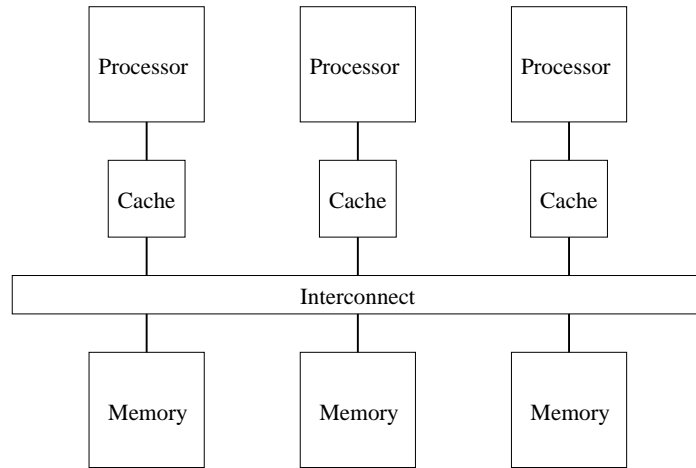 Processor
Processor
Processor
Cache
Cache
Cache
Interconnect
Memory
Memory
Memory